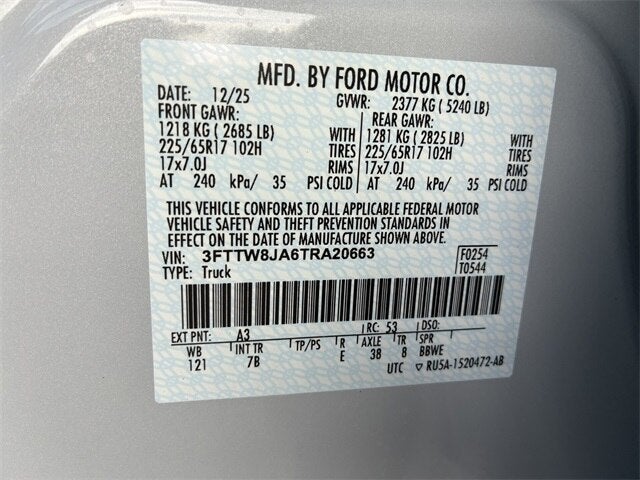 MFD. BY FORD MOTOR CO.
DATE: 12/25 GVWR: 2377 KG ( 5240 LB)
FRONT GAWR: REAR GAWR:
1218 KG ( 2685 LB) WITH 1281 KG ( 2825 LB) WITH
225/65R17 102H TIRES 225/65R17 102H TIRES
17x7.0J RIMS 17x7.0J RIMS
AT 240 kPa/ 35 PSI COLD AT 240 kPa/ 35 PSI COLD
THIS VEHICLE CONFORMS TO ALL APPLICABLE FEDERAL MOTOR
VEHICLE SAFETY AND THEFT PREVENTION STANDARDS IN
EFFECT ON THE DATE OF MANUFACTURE SHOWN ABOVE.
VIN: 3FTTW8JA6TRA20663 F0254
TYPE: Truck T0544
EXT PNT: A3 RC: 53 DSO:
WB INT TR TP/PS R AXLE TR SPR
121 7B E 38 8 BBWE
UTC ▽ RU5A-1520472-AB